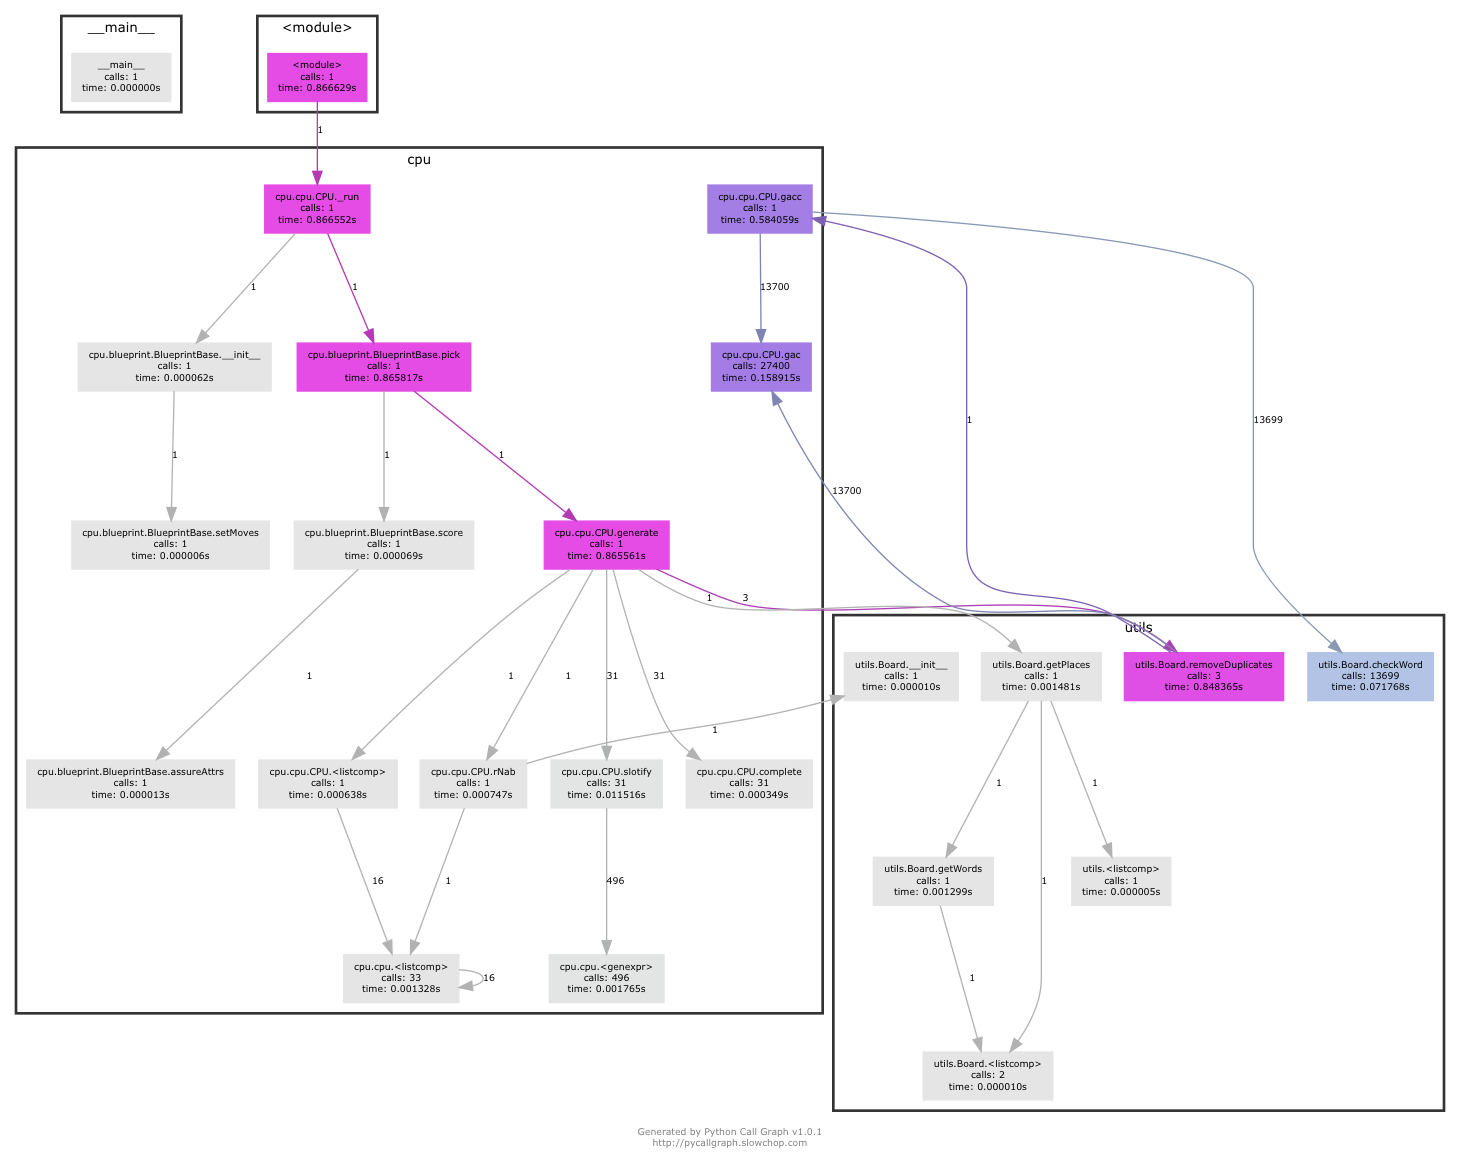 __main__
<module>
__main__
calls: 1
time: 0.000000s
<module>
calls: 1
time: 0.866629s
1
cpu
cpu.cpu.CPU._run
calls: 1
time: 0.866552s
cpu.cpu.CPU.gacc
calls: 1
time: 0.584059s
1
1
13700
cpu.blueprint.BlueprintBase.__init__
calls: 1
time: 0.000062s
cpu.blueprint.BlueprintBase.pick
calls: 1
time: 0.865817s
cpu.cpu.CPU.gac
calls: 27400
time: 0.158915s
1
13699
1
1
1
13700
cpu.blueprint.BlueprintBase.setMoves
calls: 1
time: 0.000006s
cpu.blueprint.BlueprintBase.score
calls: 1
time: 0.000069s
cpu.cpu.CPU.generate
calls: 1
time: 0.865561s
1
3
utils
utils.Board.__init__
calls: 1
time: 0.000010s
utils.Board.getPlaces
calls: 1
time: 0.001481s
utils.Board.removeDuplicates
calls: 3
time: 0.848365s
utils.Board.checkWord
calls: 13699
time: 0.071768s
1
1
1
31
31
1
cpu.blueprint.BlueprintBase.assureAttrs
calls: 1
time: 0.000013s
cpu.cpu.CPU.<listcomp>
calls: 1
time: 0.000638s
cpu.cpu.CPU.rNab
calls: 1
time: 0.000747s
cpu.cpu.CPU.slotify
calls: 31
time: 0.011516s
cpu.cpu.CPU.complete
calls: 31
time: 0.000349s
1
1
utils.Board.getWords
calls: 1
time: 0.001299s
utils.<listcomp>
calls: 1
time: 0.000005s
16
1
496
1
cpu.cpu.<listcomp>
calls: 33
time: 0.001328s
16
cpu.cpu.<genexpr>
calls: 496
time: 0.001765s
1
utils.Board.<listcomp>
calls: 2
time: 0.000010s
Generated by Python Call Graph v1.0.1
http://pycallgraph.slowchop.com